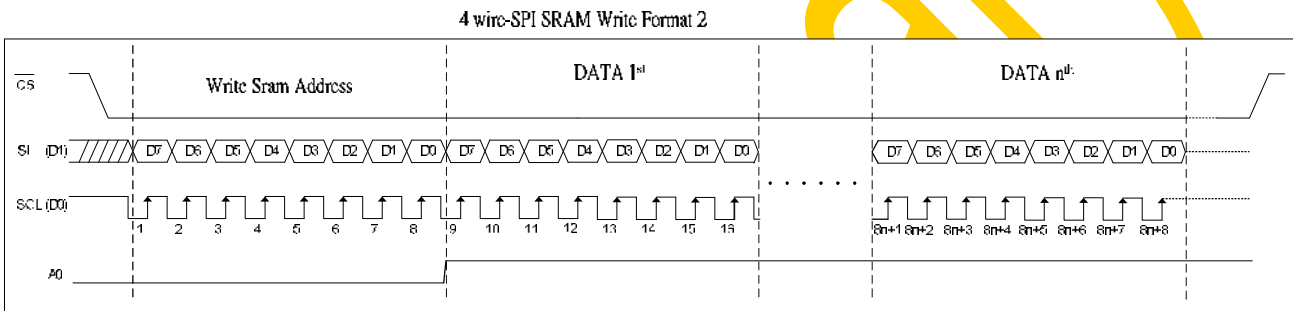 4 wire-SPI SRAM Write Format 2
CS
Write Sram Address
DATA 1st
DATA nth
SI (D1)
D7 D6 D5 D4 D3 D2 D1 D0 D7 D6 D5 D4 D3 D2 D1 D0 ...... D7 D6 D5 D4 D3 D2 D1 D0
SCL (D0)
1 2 3 4 5 6 7 8 9 10 11 12 13 14 15 16 8n+1 8n+2 8n+3 8n+4 8n+5 8n+6 8n+7 8n+8
A0